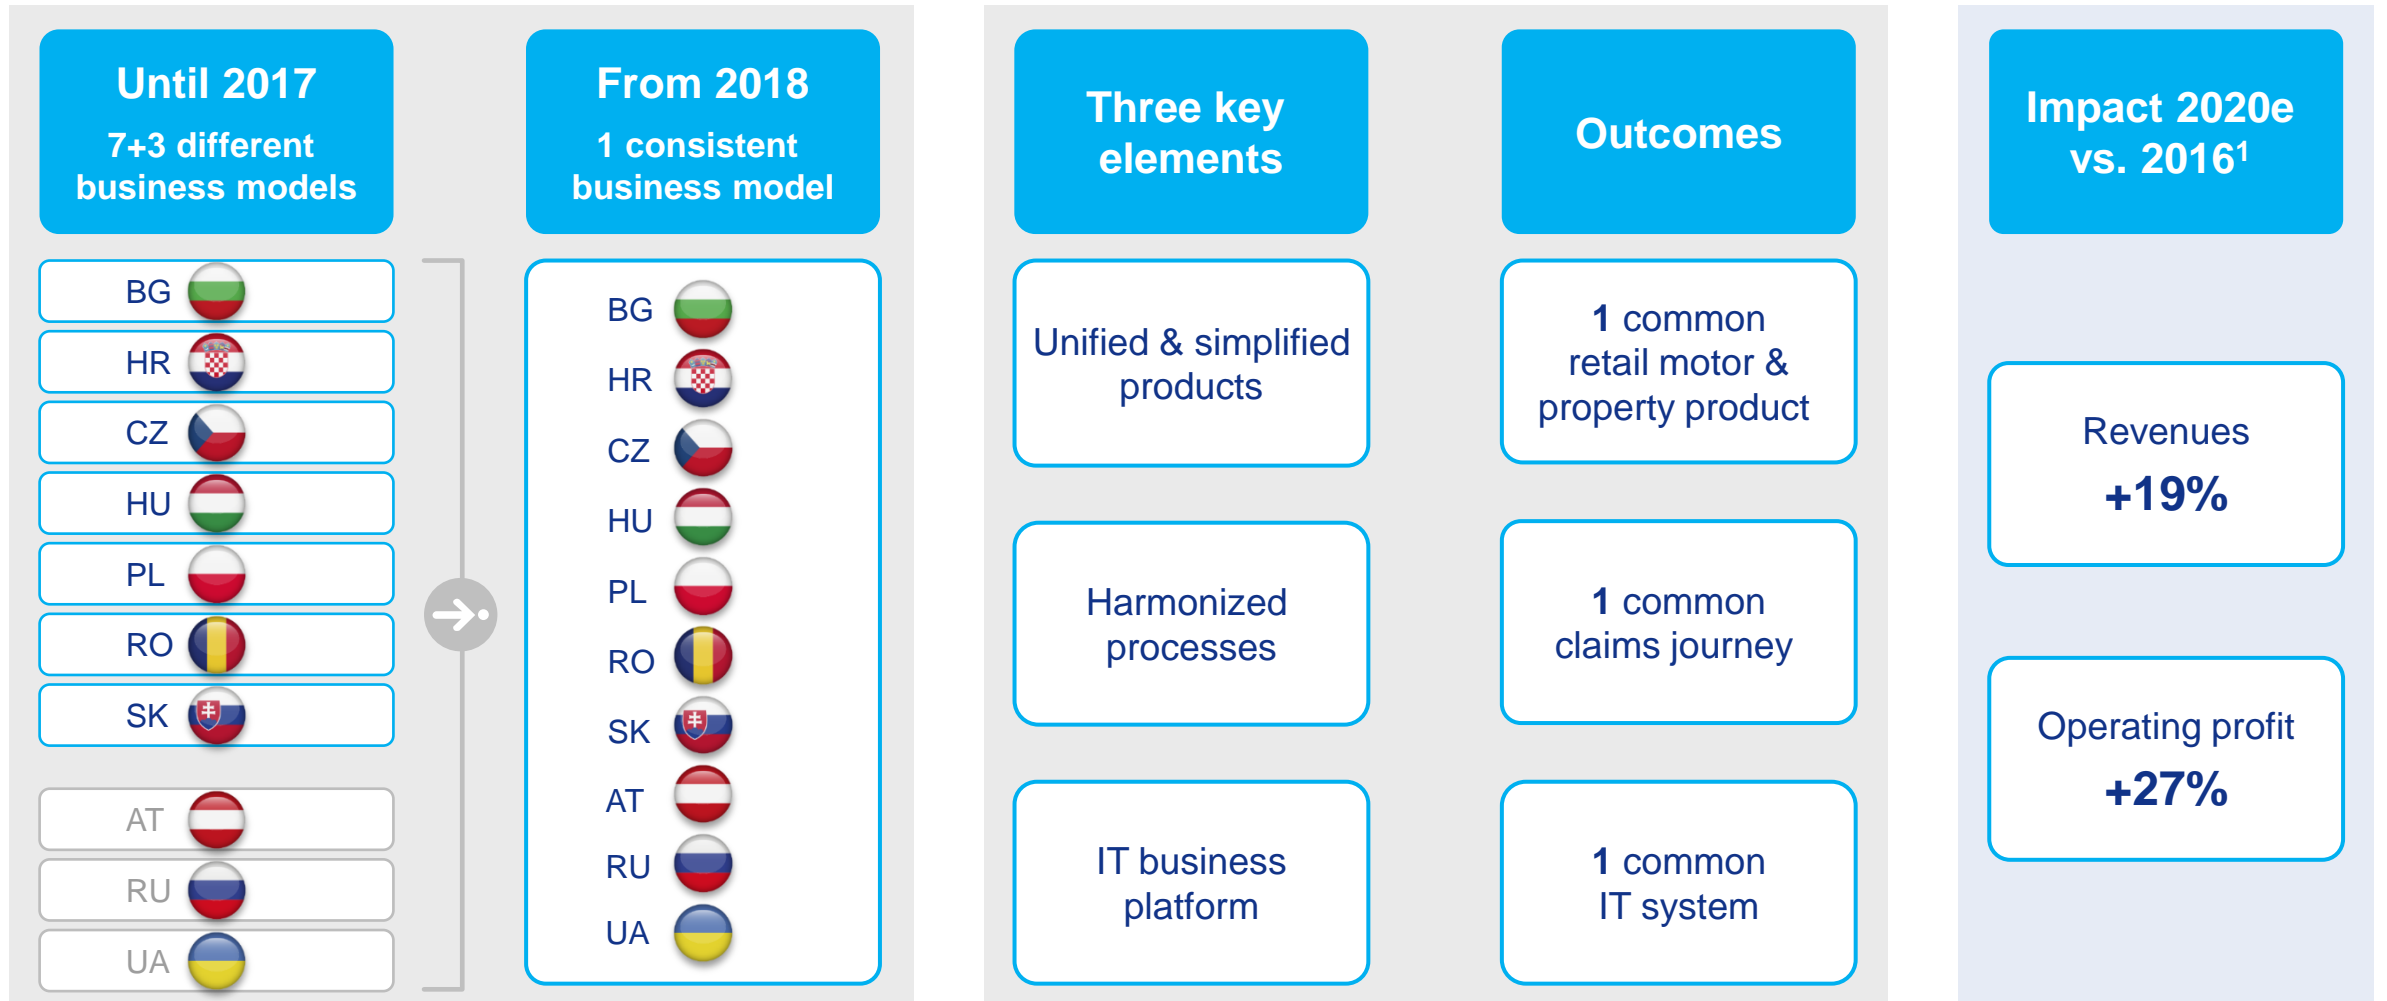 Until 2017
7+3 different
business models
BG
HR
CZ
HU
PL
RO
SK
AT
RU
UA
From 2018
1 consistent
business model
BG
HR
CZ
HU
PL
RO
SK
AT
RU
UA
Three key
elements
Unified & simplified
products
Harmonized
processes
IT business
platform
Outcomes
1 common
retail motor &
property product
1 common
claims journey
1 common
IT system
Impact 2020e
vs. 2016¹
Revenues
+19%
Operating profit
+27%